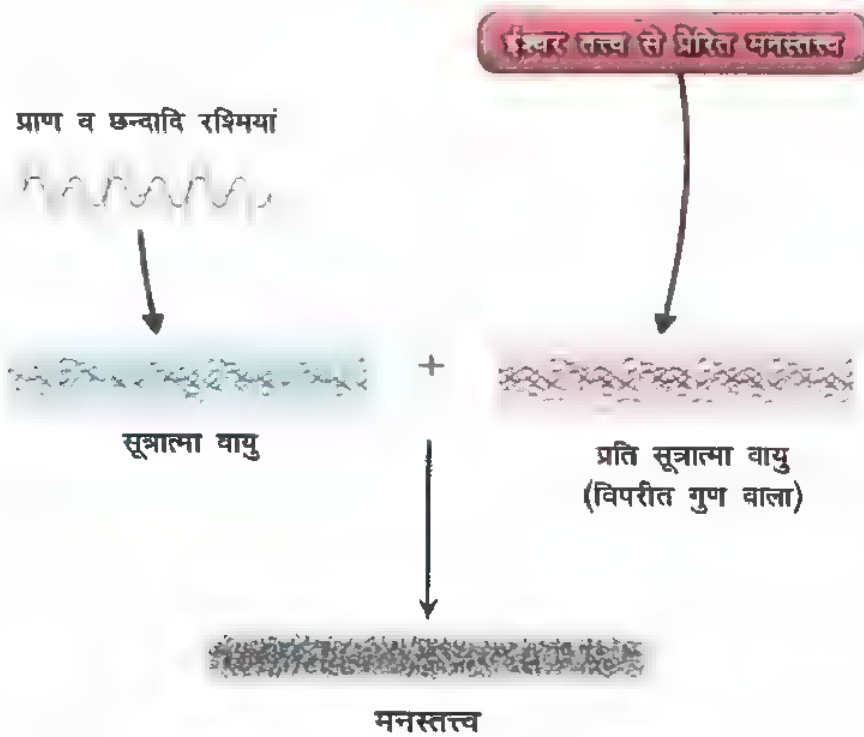 ईश्वर तत्त्व से प्रेरित मनस्तत्त्व
प्राण व छन्दादि रश्मियां
+
सूत्रात्मा वायु
प्रति सूत्रात्मा वायु
(विपरीत गुण वाला)
मनस्तत्त्व